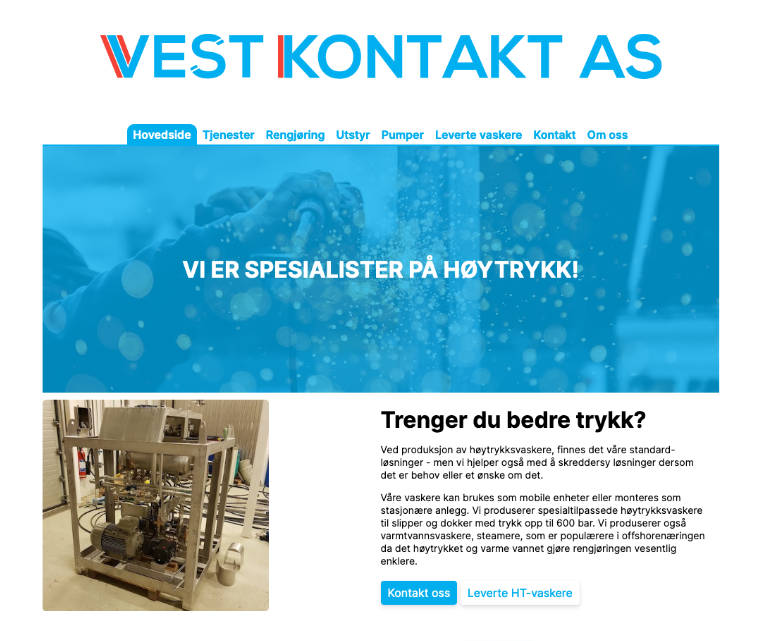 VEST KONTAKT AS
Hovedside Tjenester Rengjøring Utstyr Pumper Leverte vaskere Kontakt Om oss
VI ER SPESIALISTER PÅ HØYTRYKK!
Trenger du bedre trykk?
Ved produksjon av høytrykksvaskere, finnes det våre standard-
løsninger - men vi hjelper også med å skreddersy løsninger dersom
det er behov eller et ønske om det.
Våre vaskere kan brukes som mobile enheter eller monteres som
stasjonære anlegg. Vi produserer spesialtilpassede høytrykksvaskere
til slipper og dokker med trykk opp til 600 bar. Vi produserer også
varmtvannsvaskere, steamere, som er populærere i offshorenæringen
da det høytrykket og varme vannet gjøre rengjøringen vesentlig
enklere.
Kontakt oss Leverte HT-vaskere